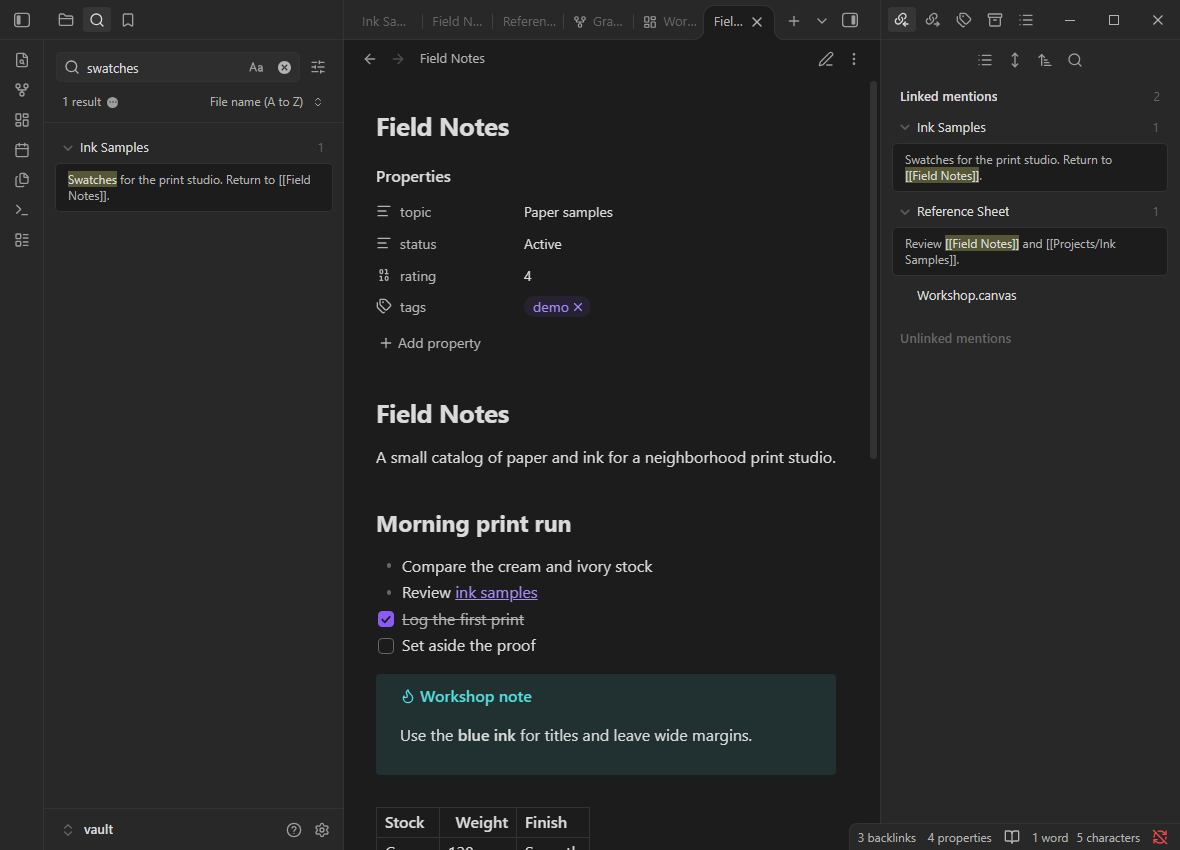 Ink Sa...
Field N...
Referen...
Gra...
Wor...
Fiel...
swatches
Aa
1 result
File name (A to Z)
Ink Samples
1
Swatches for the print studio. Return to [[Field
Notes]].
vault
Field Notes
Field Notes
Properties
topic
Paper samples
status
Active
rating
4
tags
demo
Add property
Field Notes
A small catalog of paper and ink for a neighborhood print studio.
Morning print run
Compare the cream and ivory stock
Review ink samples
Log the first print
Set aside the proof
Workshop note
Use the blue ink for titles and leave wide margins.
Stock
Weight
Finish
Linked mentions
2
Ink Samples
1
Swatches for the print studio. Return to
[[Field Notes]].
Reference Sheet
1
Review [[Field Notes]] and [[Projects/Ink
Samples]].
Workshop.canvas
Unlinked mentions
3 backlinks
4 properties
1 word
5 characters